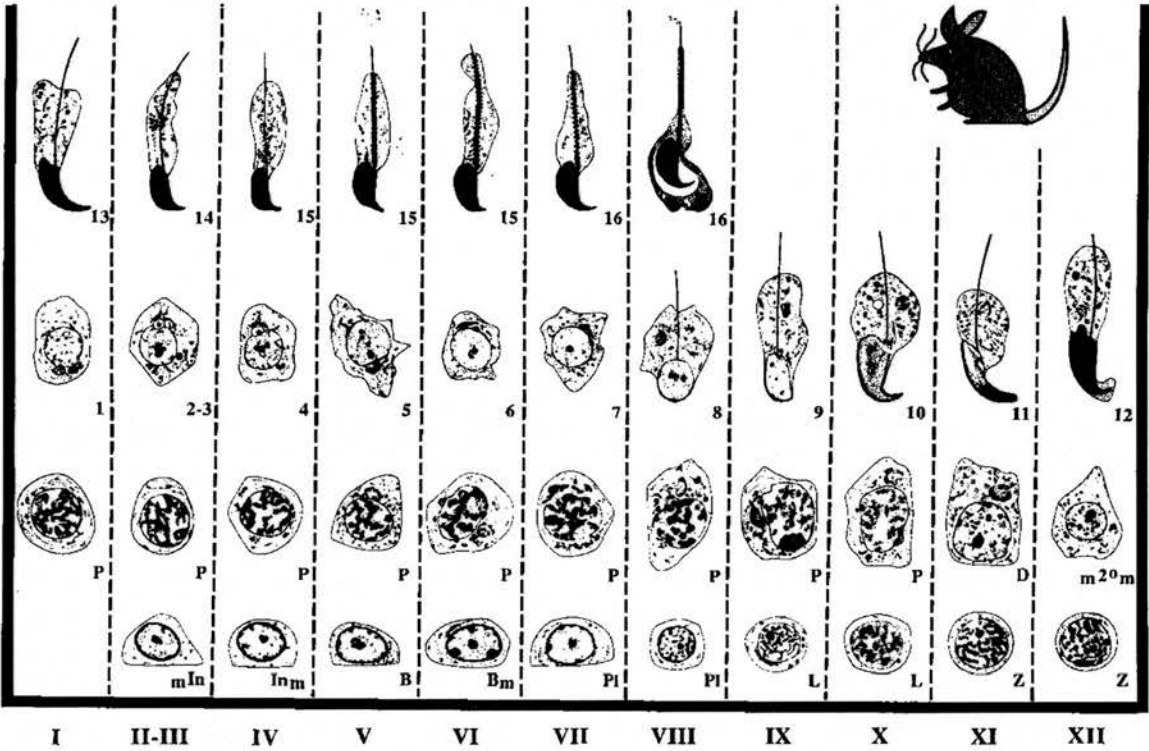 13 14 15 15 15 16 16
1 2-3 4 5 6 7 8 9 10 11 12
P P P P P P P P P D m2°m
mIn Inm B Bm Pl Pl L L Z Z
I II-III IV V VI VII VIII IX X XI XII